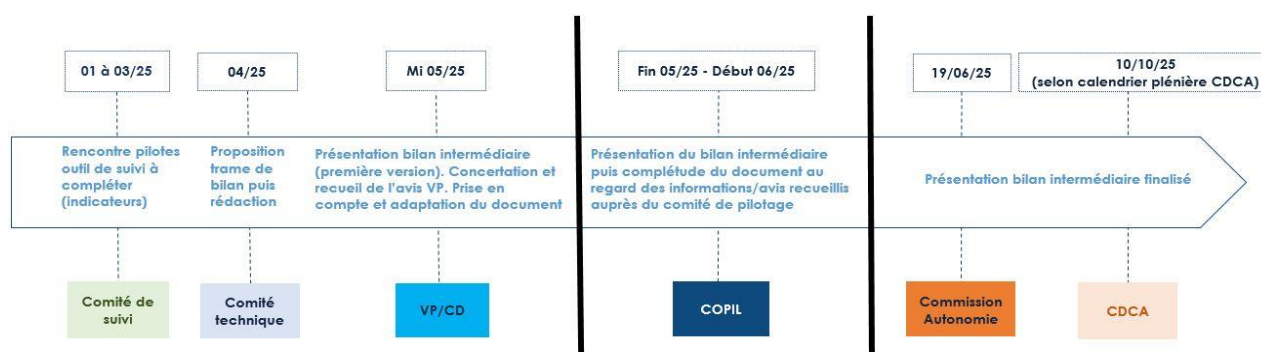 01 à 03/25
04/25
Mi 05/25
Fin 05/25 - Début 06/25
19/06/25
10/10/25
(selon calendrier plénière CDCA)
Rencontre pilotes
outil de suivi à
compléter
(indicateurs)
Proposition
trame de
bilan puis
rédaction
Présentation bilan intermédiaire
(première version). Concertation et
recueil de l'avis VP. Prise en
compte et adaptation du document
Présentation du bilan intermédiaire
puis complétude du document au
regard des informations/avis recueillis
auprès du comité de pilotage
Présentation bilan intermédiaire finalisé
Comité de
suivi
Comité
technique
VP/CD
COPIL
Commission
Autonomie
CDCA